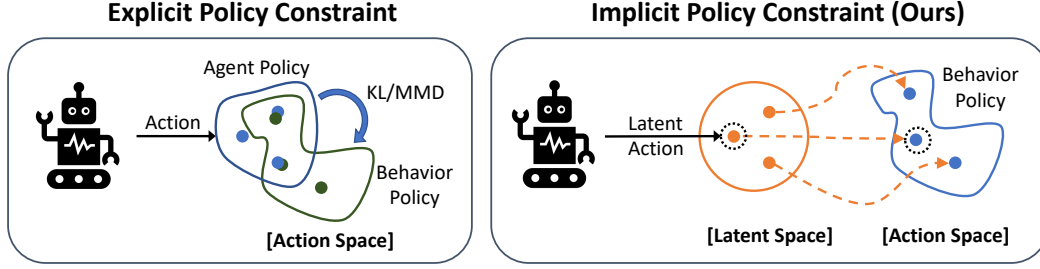 Explicit Policy Constraint
Agent Policy
KL/MMD
Action
Behavior
Policy
[Action Space]
Implicit Policy Constraint (Ours)
Behavior
Policy
Latent
Action
[Latent Space]
[Action Space]